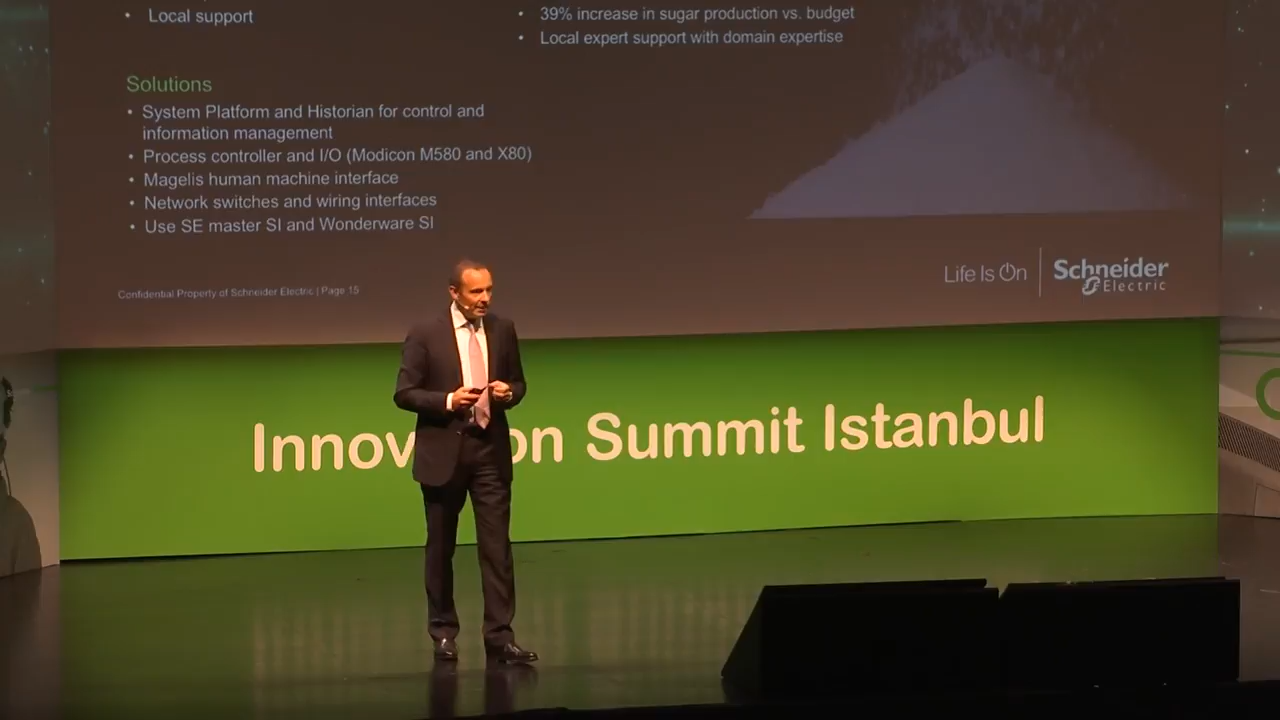 • Local support
• 39% increase in sugar production vs. budget
• Local expert support with domain expertise
Solutions
• System Platform and Historian for control and
information management
• Process controller and I/O (Modicon M580 and X80)
• Magelis human machine interface
• Network switches and wiring interfaces
• Use SE master SI and Wonderware SI
Confidential Property of Schneider Electric | Page 15
Life Is On
Schneider
Electric
Innov on Summit Istanbul